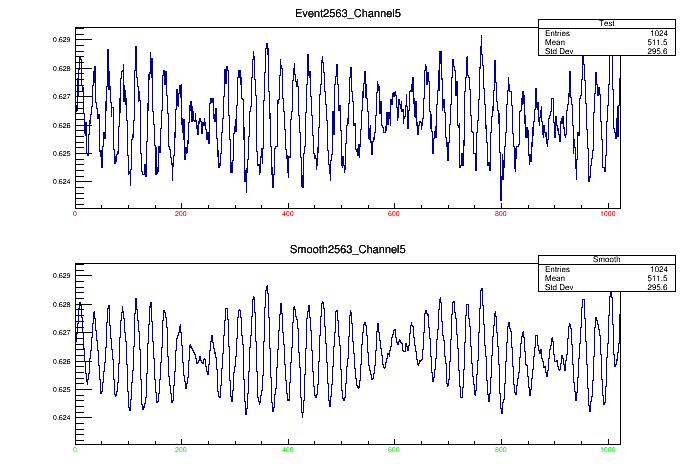 Event2563_Channel5
Test
Entries 1024
Mean 511.5
Std Dev 295.6
0.629
0.628
0.627
0.626
0.625
0.624
0 200 400 600 800 1000
Smooth2563_Channel5
Smooth
Entries 1024
Mean 511.5
Std Dev 295.6
0.629
0.628
0.627
0.626
0.625
0.624
0 200 400 600 800 1000